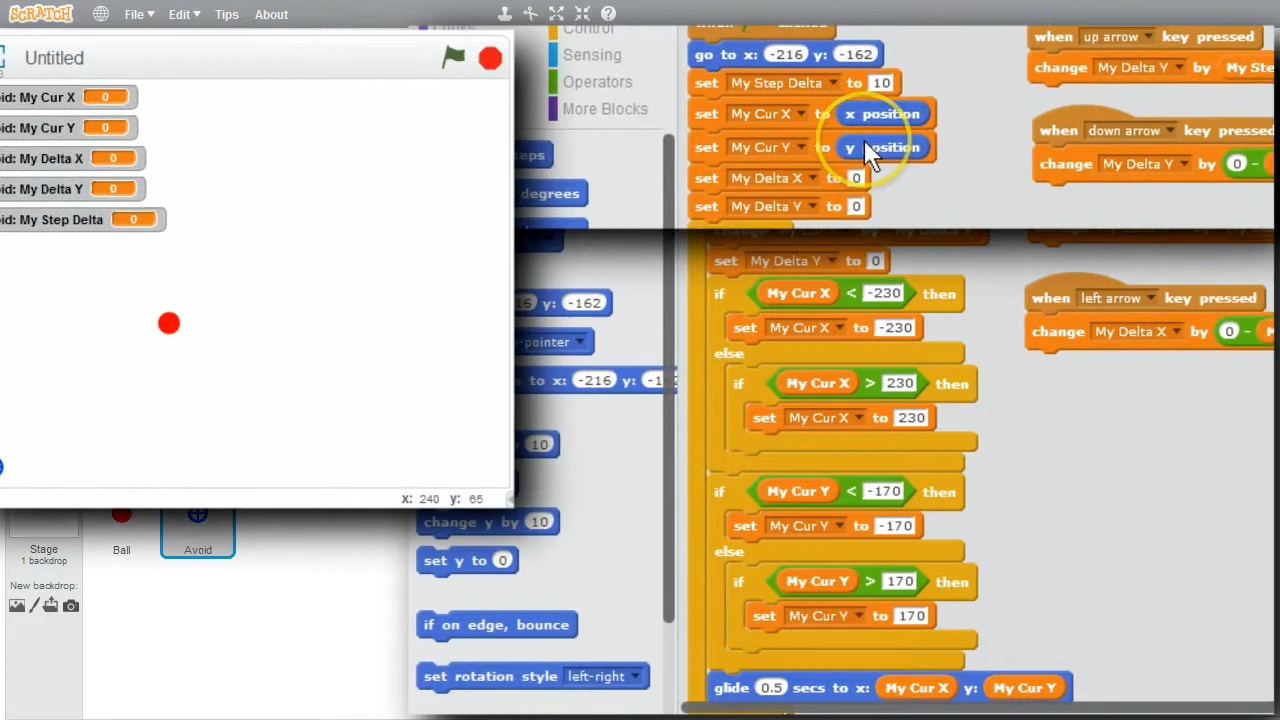 SCRATCH File Edit Tips About
Untitled
oid: My Cur X 0
oid: My Cur Y 0
oid: My Delta X 0
oid: My Delta Y 0
oid: My Step Delta 0
x: 240 y: 65
Stage
1 backdrop
New backdrop:
Ball
Avoid
Control
Sensing
Operators
More Blocks
eps
degrees
16 y: -162
-pointer
s to x: -216 y:
10
change y by 10
set y to 0
if on edge, bounce
set rotation style left-right
go to x: -216 y: -162
set My Step Delta to 10
set My Cur X to x position
set My Cur Y to y position
set My Delta X to 0
set My Delta Y to 0
set My Delta Y to 0
if My Cur X < -230 then
set My Cur X to -230
else
if My Cur X > 230 then
set My Cur X to 230
if My Cur Y < -170 then
set My Cur Y to -170
else
if My Cur Y > 170 then
set My Cur Y to 170
glide 0.5 secs to x: My Cur X y: My Cur Y
when up arrow key pressed
change My Delta Y by My Ste
when down arrow key pressed
change My Delta Y by 0 -
when left arrow key pressed
change My Delta X by 0 -